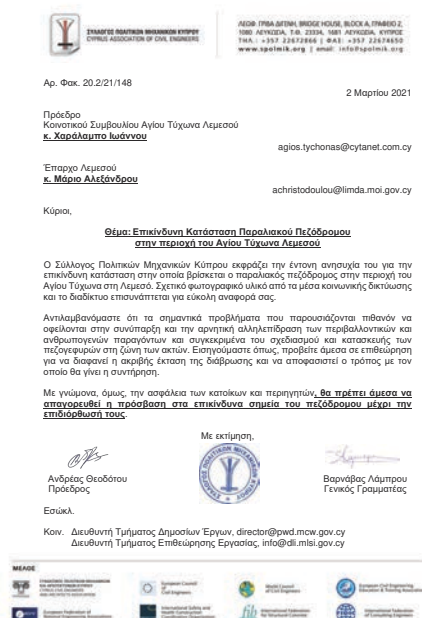 ΣΥΛΛΟΓΟΣ ΠΟΛΙΤΙΚΩΝ ΜΗΧΑΝΙΚΩΝ ΚΥΠΡΟΥ
CYPRUS ASSOCIATION OF CIVIL ENGINEERS
ΛΕΩΦ. ΓΡΙΒΑ ΔΙΓΕΝΗ, BRIDGE HOUSE, BLOCK A, ΓΡΑΦΕΙΟ 2,
1080 ΛΕΥΚΩΣΙΑ, Τ.Θ. 23334, 1681 ΛΕΥΚΩΣΙΑ, ΚΥΠΡΟΣ
ΤΗΛ.: +357 22672866 | ΦΑΞ: +357 22674650
www.spolmik.org | email: info@spolmik.org
Αρ. Φακ. 20.2/21/148
2 Μαρτίου 2021
Πρόεδρο
Κοινοτικού Συμβουλίου Αγίου Τύχωνα Λεμεσού
κ. Χαράλαμπο Ιωάννου
agios.tychonas@cytanet.com.cy
Έπαρχο Λεμεσού
κ. Μάριο Αλεξάνδρου
achristodoulou@limda.moi.gov.cy
Κύριοι,
Θέμα: Επικίνδυνη Κατάσταση Παραλιακού Πεζόδρομου
στην περιοχή του Αγίου Τύχωνα Λεμεσού
Ο Σύλλογος Πολιτικών Μηχανικών Κύπρου εκφράζει την έντονη ανησυχία του για την
επικίνδυνη κατάσταση στην οποία βρίσκεται ο παραλιακός πεζόδρομος στην περιοχή του
Αγίου Τύχωνα στη Λεμεσό. Σχετικό φωτογραφικό υλικό από τα μέσα κοινωνικής δικτύωσης
και το διαδίκτυο επισυνάπτεται για εύκολη αναφορά σας.
Αντιλαμβανόμαστε ότι τα σημαντικά προβλήματα που παρουσιάζονται πιθανόν να
οφείλονται στην συνύπαρξη και την αρνητική αλληλεπίδραση των περιβαλλοντικών και
ανθρωπογενών παραγόντων και συγκεκριμένα του σχεδιασμού και κατασκευής των
πεζογεφυρών στη ζώνη των ακτών. Εισηγούμαστε όπως, προβείτε άμεσα σε επιθεώρηση
για να διαφανεί η ακριβής έκταση της διάβρωσης και να αποφασιστεί ο τρόπος με τον
οποίο θα γίνει η συντήρηση.
Με γνώμονα, όμως, την ασφάλεια των κατοίκων και περιηγητών, θα πρέπει άμεσα να
απαγορευθεί η πρόσβαση στα επικίνδυνα σημεία του πεζόδρομου μέχρι την
επιδιόρθωσή τους.
Με εκτίμηση,
ΣΥΛΛΟΓΟΣ ΠΟΛΙΤΙΚΩΝ ΜΗΧΑΝΙΚΩΝ ΚΥΠΡΟΥ
Ανδρέας Θεοδότου
Πρόεδρος
Βαρνάβας Λάμπρου
Γενικός Γραμματέας
Εσώκλ.
Κοιν. Διευθυντή Τμήματος Δημοσίων Έργων, director@pwd.mcw.gov.cy
Διευθυντή Τμήματος Επιθεώρησης Εργασίας, info@dli.mlsi.gov.cy
ΜΕΛΟΣ
European Council
of Civil Engineers
World Council
of Civil Engineers
European Civil Engineering
Education & Training Association